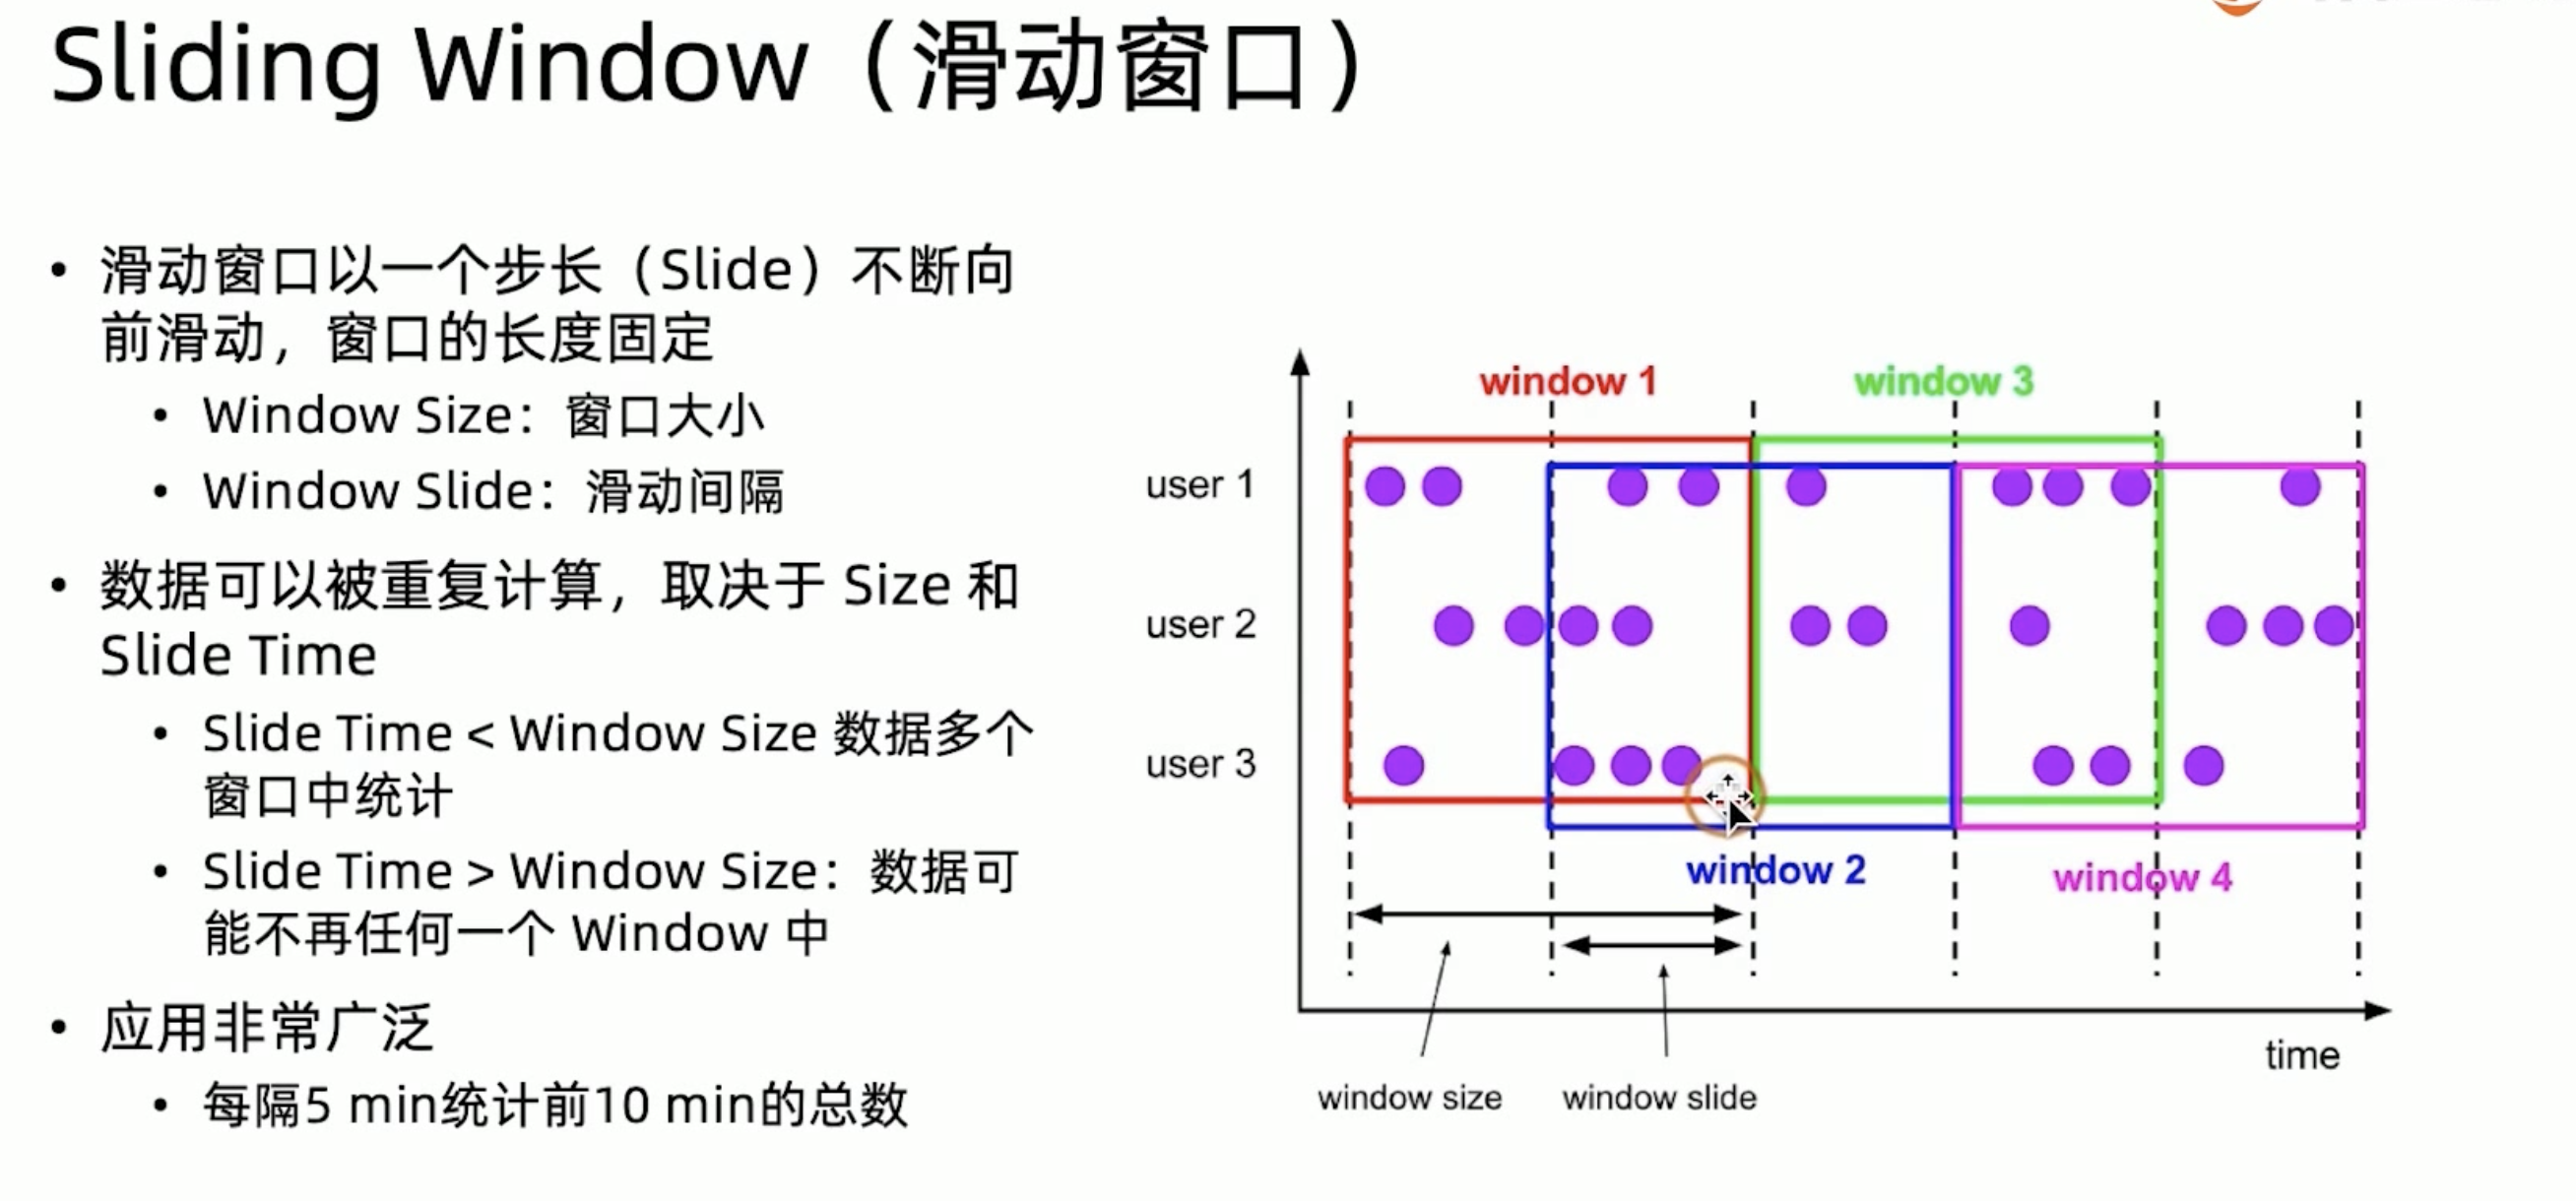 Sliding Window（滑动窗口）
• 滑动窗口以一个步长（Slide）不断向
前滑动，窗口的长度固定
• Window Size：窗口大小
• Window Slide：滑动间隔
• 数据可以被重复计算，取决于 Size 和
Slide Time
• Slide Time < Window Size 数据多个
窗口中统计
• Slide Time > Window Size：数据可
能不再任何一个 Window 中
• 应用非常广泛
• 每隔5 min统计前10 min的总数
window 1
window 3
user 1
user 2
user 3
window 2
window 4
time
window size
window slide